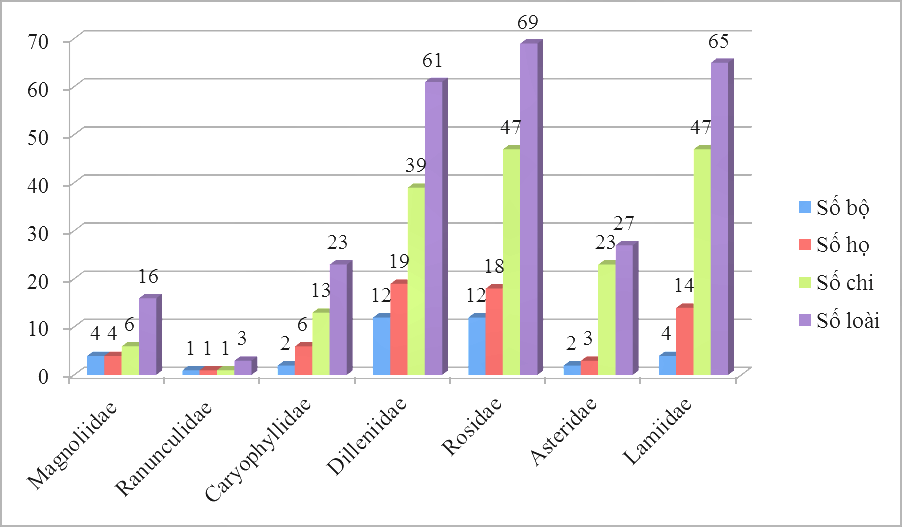 70
60
50
40
30
20
10
0
4 4 6 16
1 1 1 3
2 6 13 23
12 19 39 61
12 18 47 69
2 3 23 27
4 14 47 65
Magnoliidae
Ranunculidae
Caryophyllidae
Dilleniidae
Rosidae
Asteridae
Lamiidae
Số bộ
Số họ
Số chi
Số loài